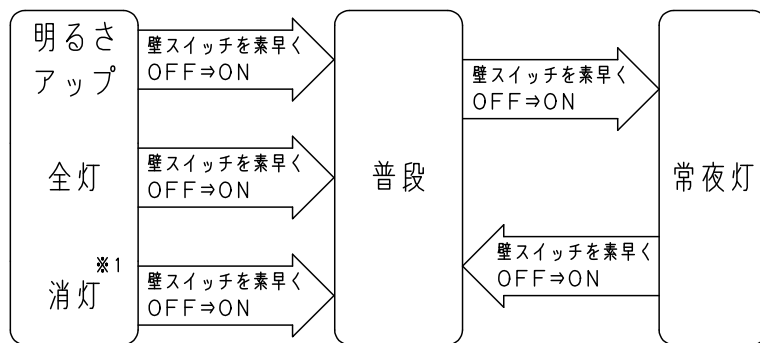 明るさ
アップ
壁スイッチを素早く
OFF⇒ON
全灯
壁スイッチを素早く
OFF⇒ON
※1
消灯
壁スイッチを素早く
OFF⇒ON
普段
壁スイッチを素早く
OFF⇒ON
壁スイッチを素早く
OFF⇒ON
常夜灯